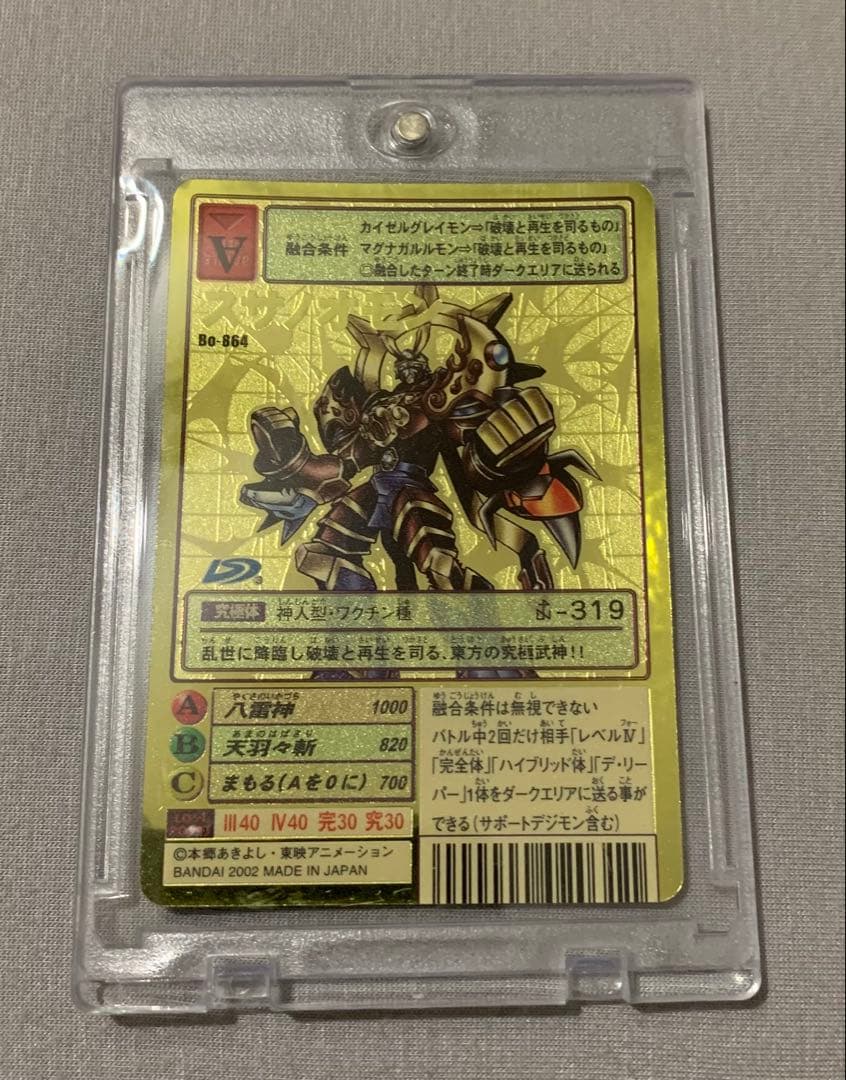 V
融合条件
カイゼルグレイモン⇒「破壊と再生を司るもの」
マグナガルルモン⇒「破壊と再生を司るもの」
◎融合したターン終了時ダークエリアに送られる
スサノオモン
Bo-864
究極体 神人型・ワクチン種
-319
乱世に降臨し破壊と再生を司る、東方の究極武神!!
A 八雷神 1000
B 天羽々斬 820
C まもる(Aを0に) 700
Ⅲ40 Ⅳ40 完30 究30
©本郷あきよし・東映アニメーション
BANDAI 2002 MADE IN JAPAN
融合条件は無視できない
バトル中2回だけ相手「レベルⅣ」
「完全体」「ハイブリッド体」「デ・リー
パー」1体をダークエリアに送る事が
できる(サポートデジモン含む)